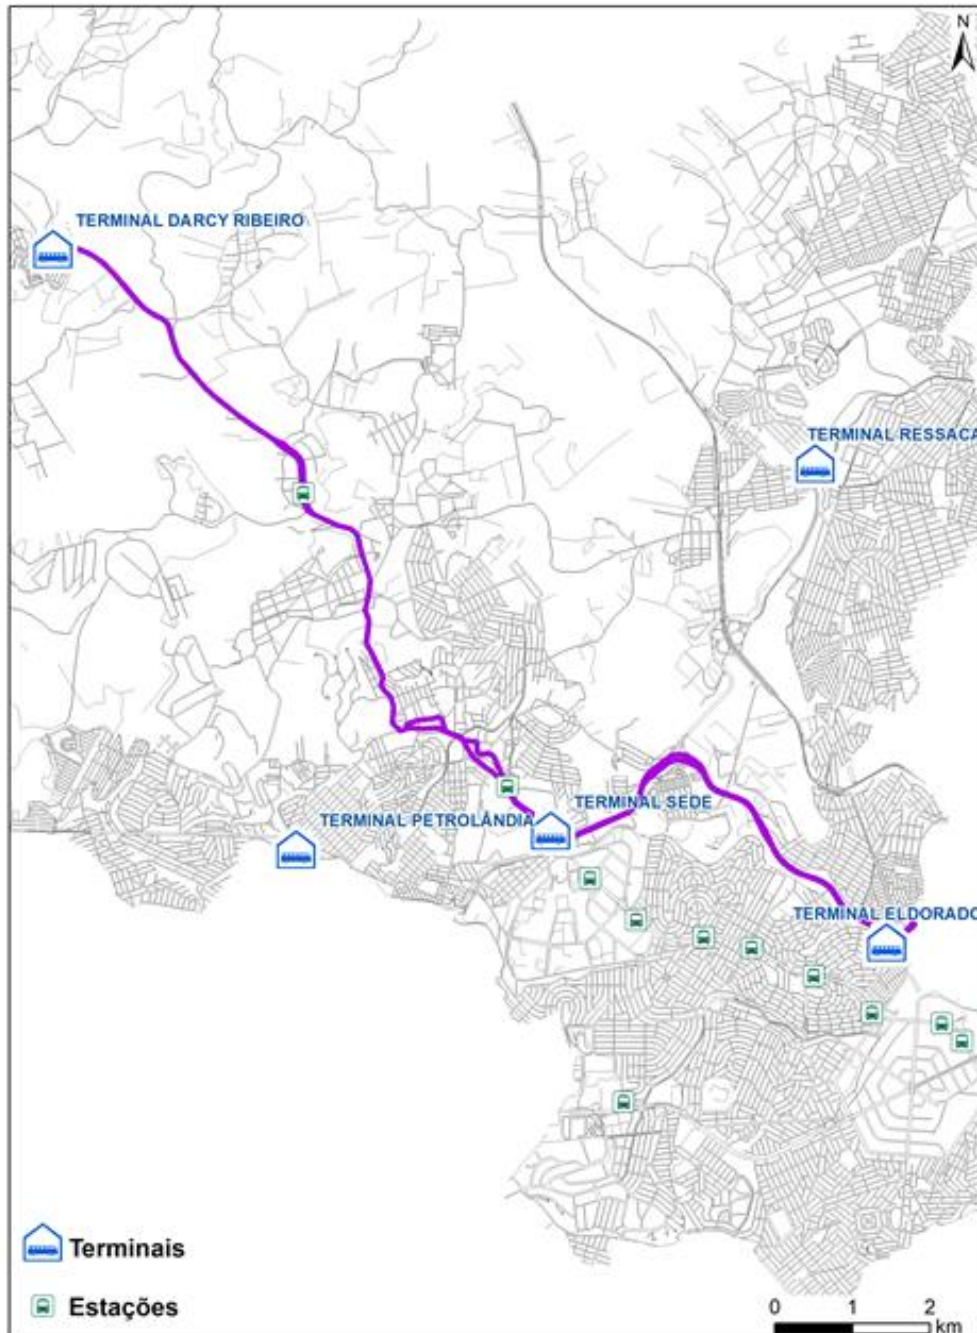 N
TERMINAL DARCY RIBEIRO
TERMINAL RESSACA
TERMINAL SEDE
TERMINAL PETROLÂNDIA
TERMINAL ELDORADO
Terminais
Estações
0 1 2
km